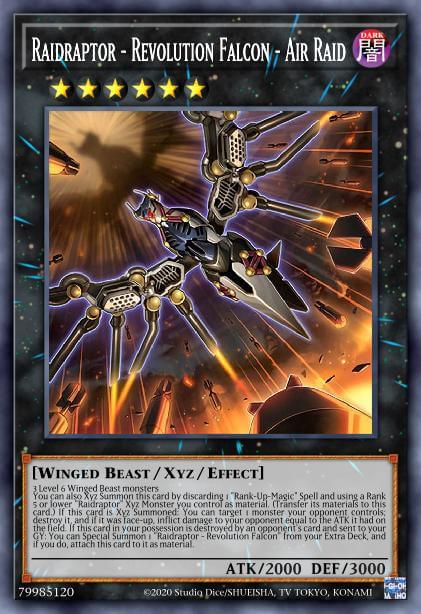 RAIDRAPTOR - REVOLUTION FALCON - AIR RAID
DARK
闇
[WINGED BEAST/XYZ/EFFECT]
3 Level 6 Winged Beast monsters
You can also Xyz Summon this card by discarding 1 "Rank-Up-Magic" Spell and using a Rank
5 or lower "Raidraptor" Xyz Monster you control as material. (Transfer its materials to this
card.) If this card is Xyz Summoned: You can target 1 monster your opponent controls;
destroy it, and if it was face-up, inflict damage to your opponent equal to the ATK it had on
the field. If this card in your possession is destroyed by an opponent's card and sent to your
GY: You can Special Summon 1 "Raidraptor - Revolution Falcon" from your Extra Deck, and
if you do, attach this card to it as material.
ATK/2000 DEF/3000
79985120
©2020 Studio Dice/SHUEISHA, TV TOKYO, KONAMI